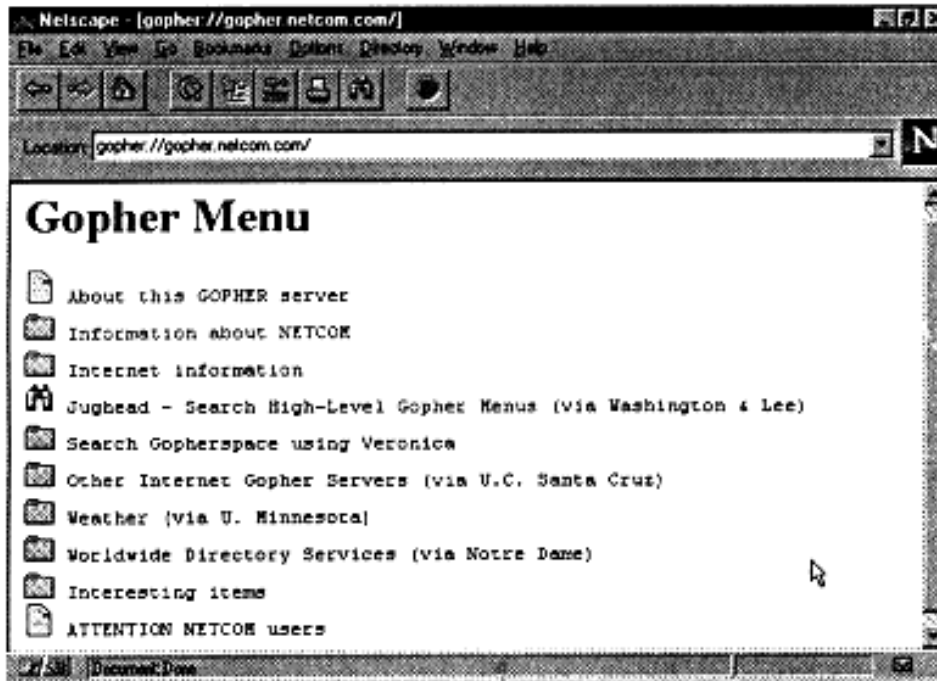 Netscape - [gopher://gopher.netcom.com/]
File Edit View Go Bookmarks Options Directory Window Help
Location: gopher://gopher.netcom.com/
N
Gopher Menu
About this GOPHER server
Information about NETCOM
Internet information
Jughead - Search High-Level Gopher Menus (via Washington & Lee)
Search Gopherspace using Veronica
Other Internet Gopher Servers (via U.C. Santa Cruz)
Weather (via U. Minnesota)
Worldwide Directory Services (via Notre Dame)
Interesting items
ATTENTION NETCOM users
Document: Done